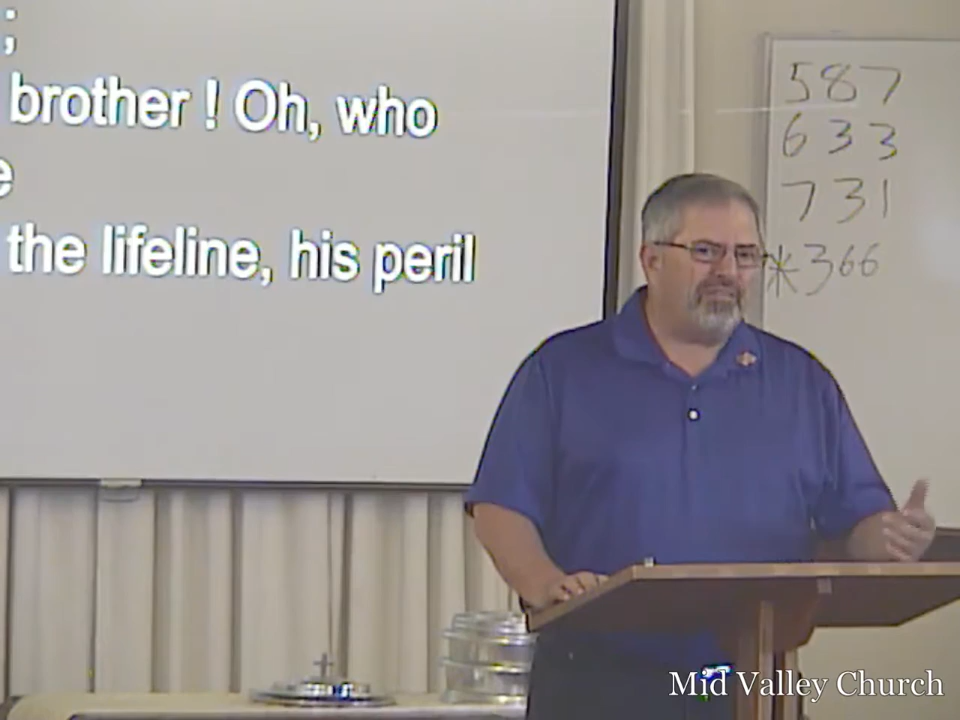 ;
brother ! Oh, who
e
the lifeline, his peril
587
633
731
*366
Mid Valley Church